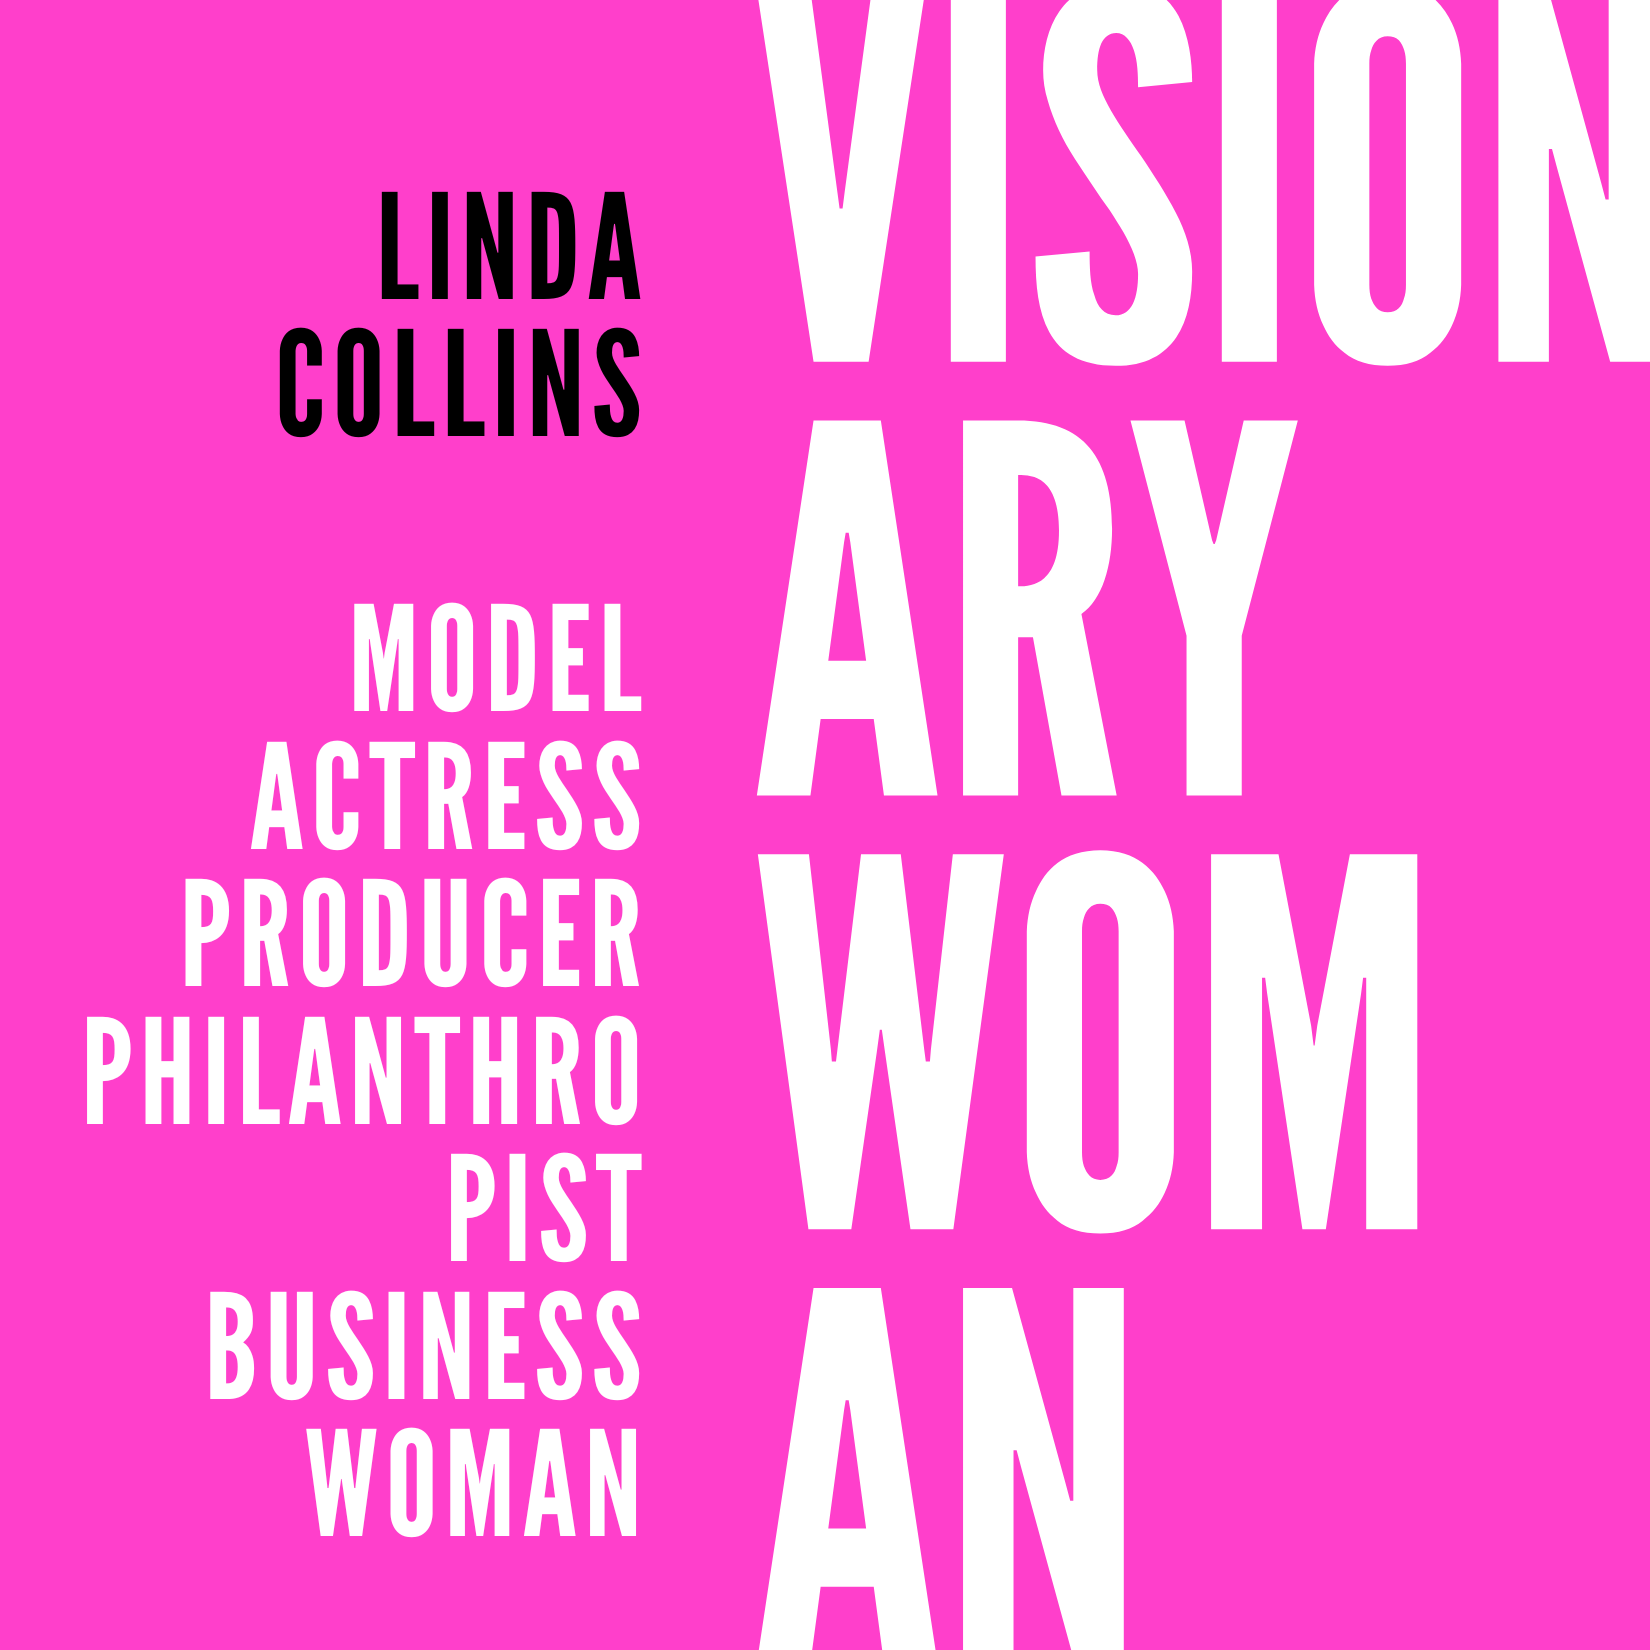 LINDA
COLLINS
MODEL
ACTRESS
PRODUCER
PHILANTHRO
PIST
BUSINESS
WOMAN
VISION
ARY
WOM
AN